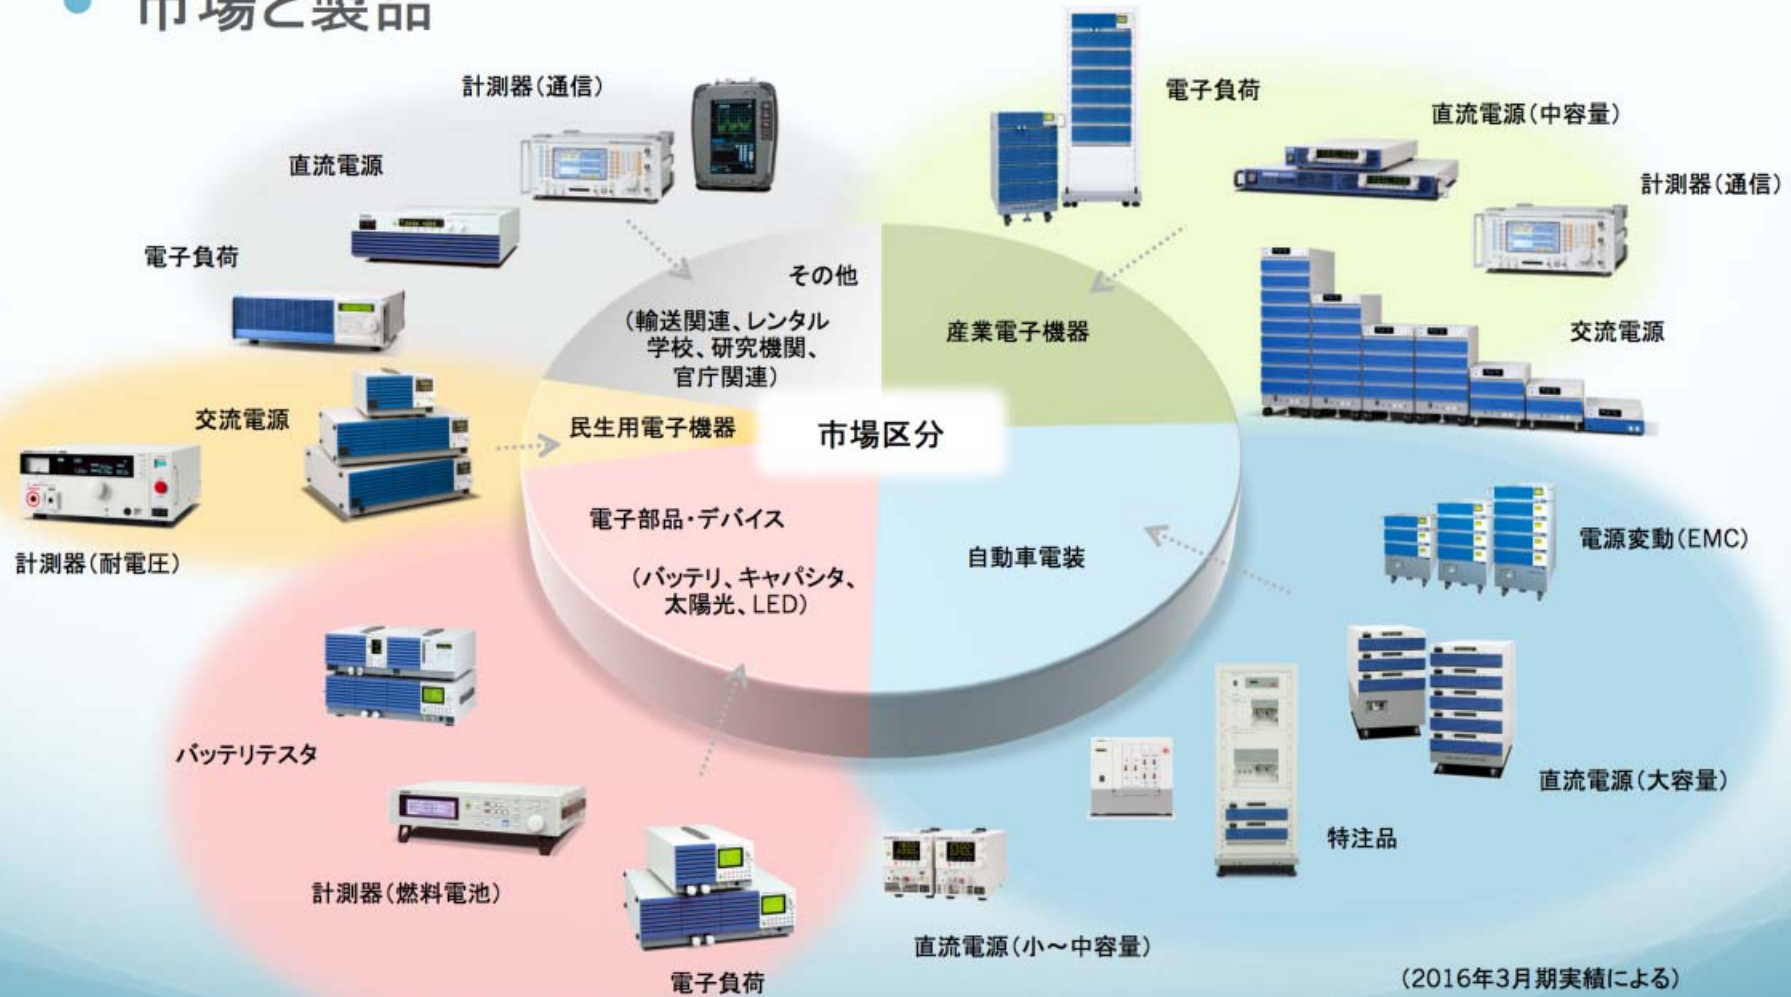 市場と製品
計測器（通信）
直流電源
電子負荷
電子負荷
直流電源（中容量）
計測器（通信）
交流電源
その他
（輸送関連、レンタル
学校、研究機関、
官庁関連）
産業電子機器
交流電源
民生用電子機器
市場区分
計測器（耐電圧）
電子部品・デバイス
（バッテリ、キャパシタ、
太陽光、LED）
自動車電装
電源変動（EMC）
バッテリテスタ
直流電源（大容量）
特注品
計測器（燃料電池）
直流電源（小～中容量）
電子負荷
（2016年3月期実績による）